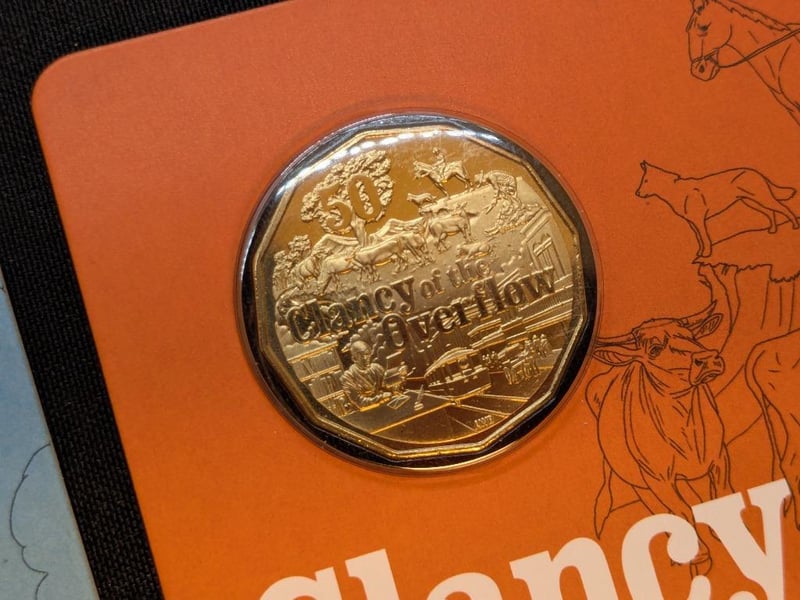 50
Clancy of the
Overflow
Clancy